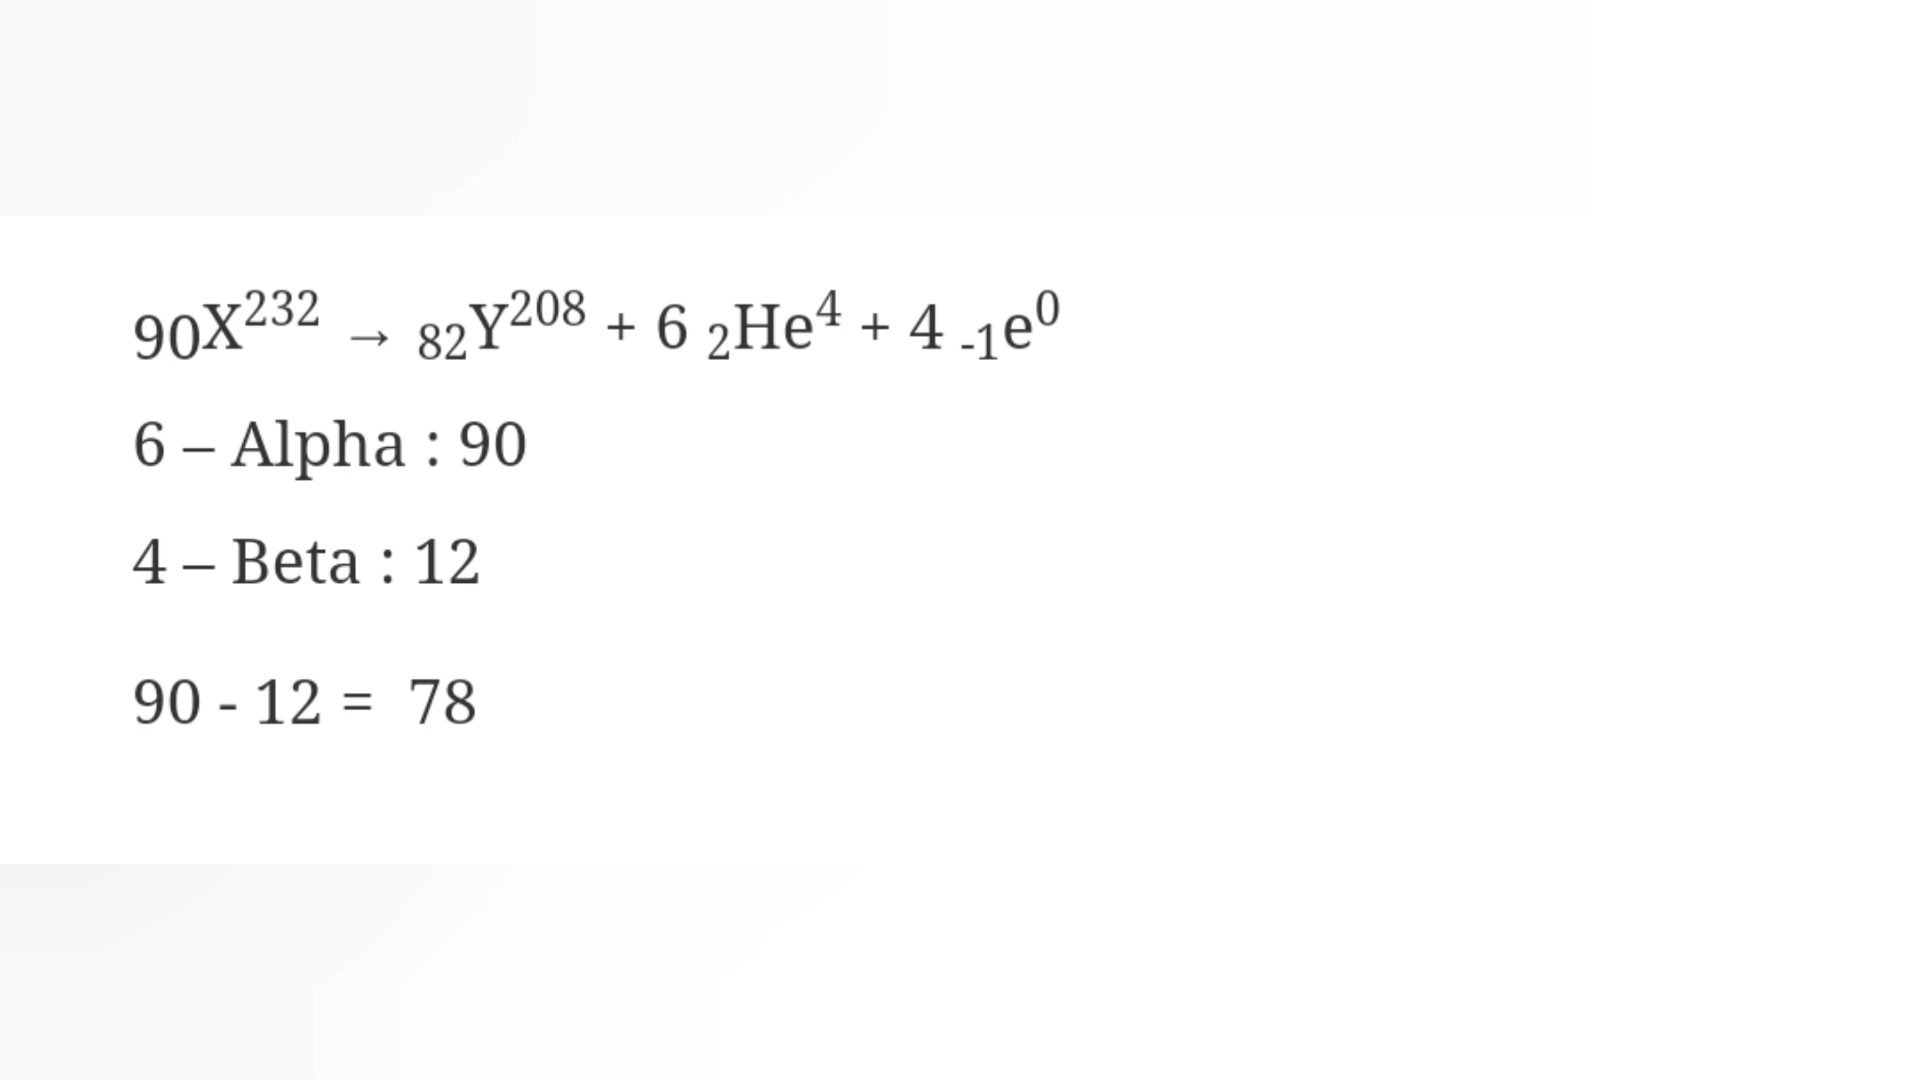 ₉₀X²³² → ₈₂Y²⁰⁸ + 6 ₂He⁴ + 4 ₋₁e⁰
6 – Alpha : 90
4 – Beta : 12
90 - 12 = 78